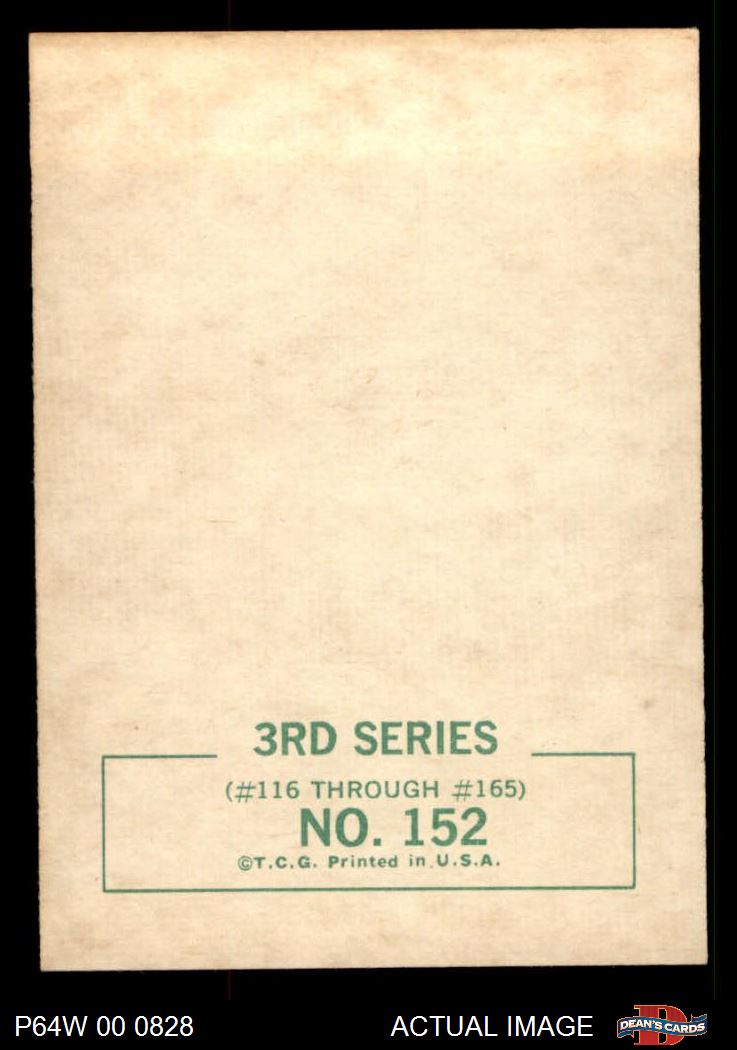 3RD SERIES
(#116 THROUGH #165)
NO. 152
©T.C.G. Printed in U.S.A.
P64W 00 0828
ACTUAL IMAGE
D
DEAN'S CARDS